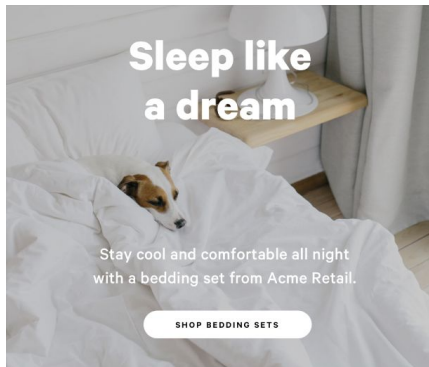 Sleep like
a dream
Stay cool and comfortable all night
with a bedding set from Acme Retail.
SHOP BEDDING SETS